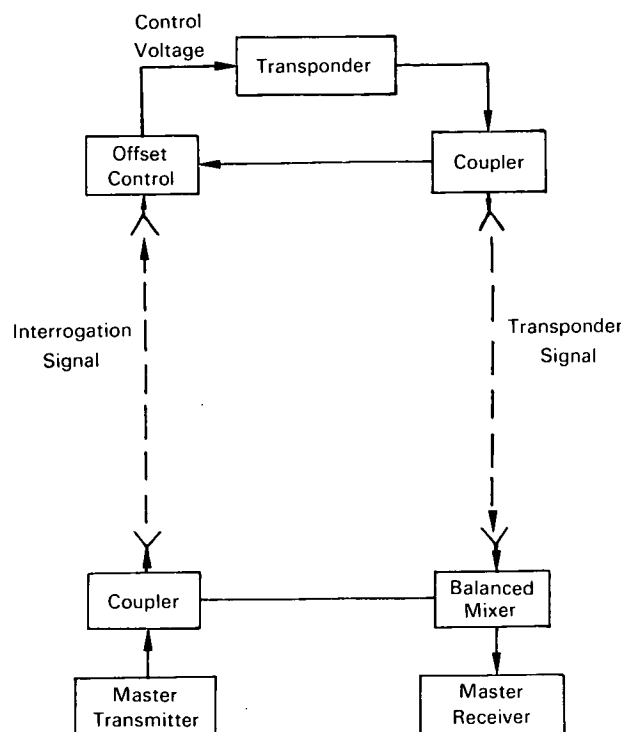 Control
Voltage
Transponder
Offset
Control
Coupler
Interrogation
Signal
Transponder
Signal
Coupler
Balanced
Mixer
Master
Transmitter
Master
Receiver